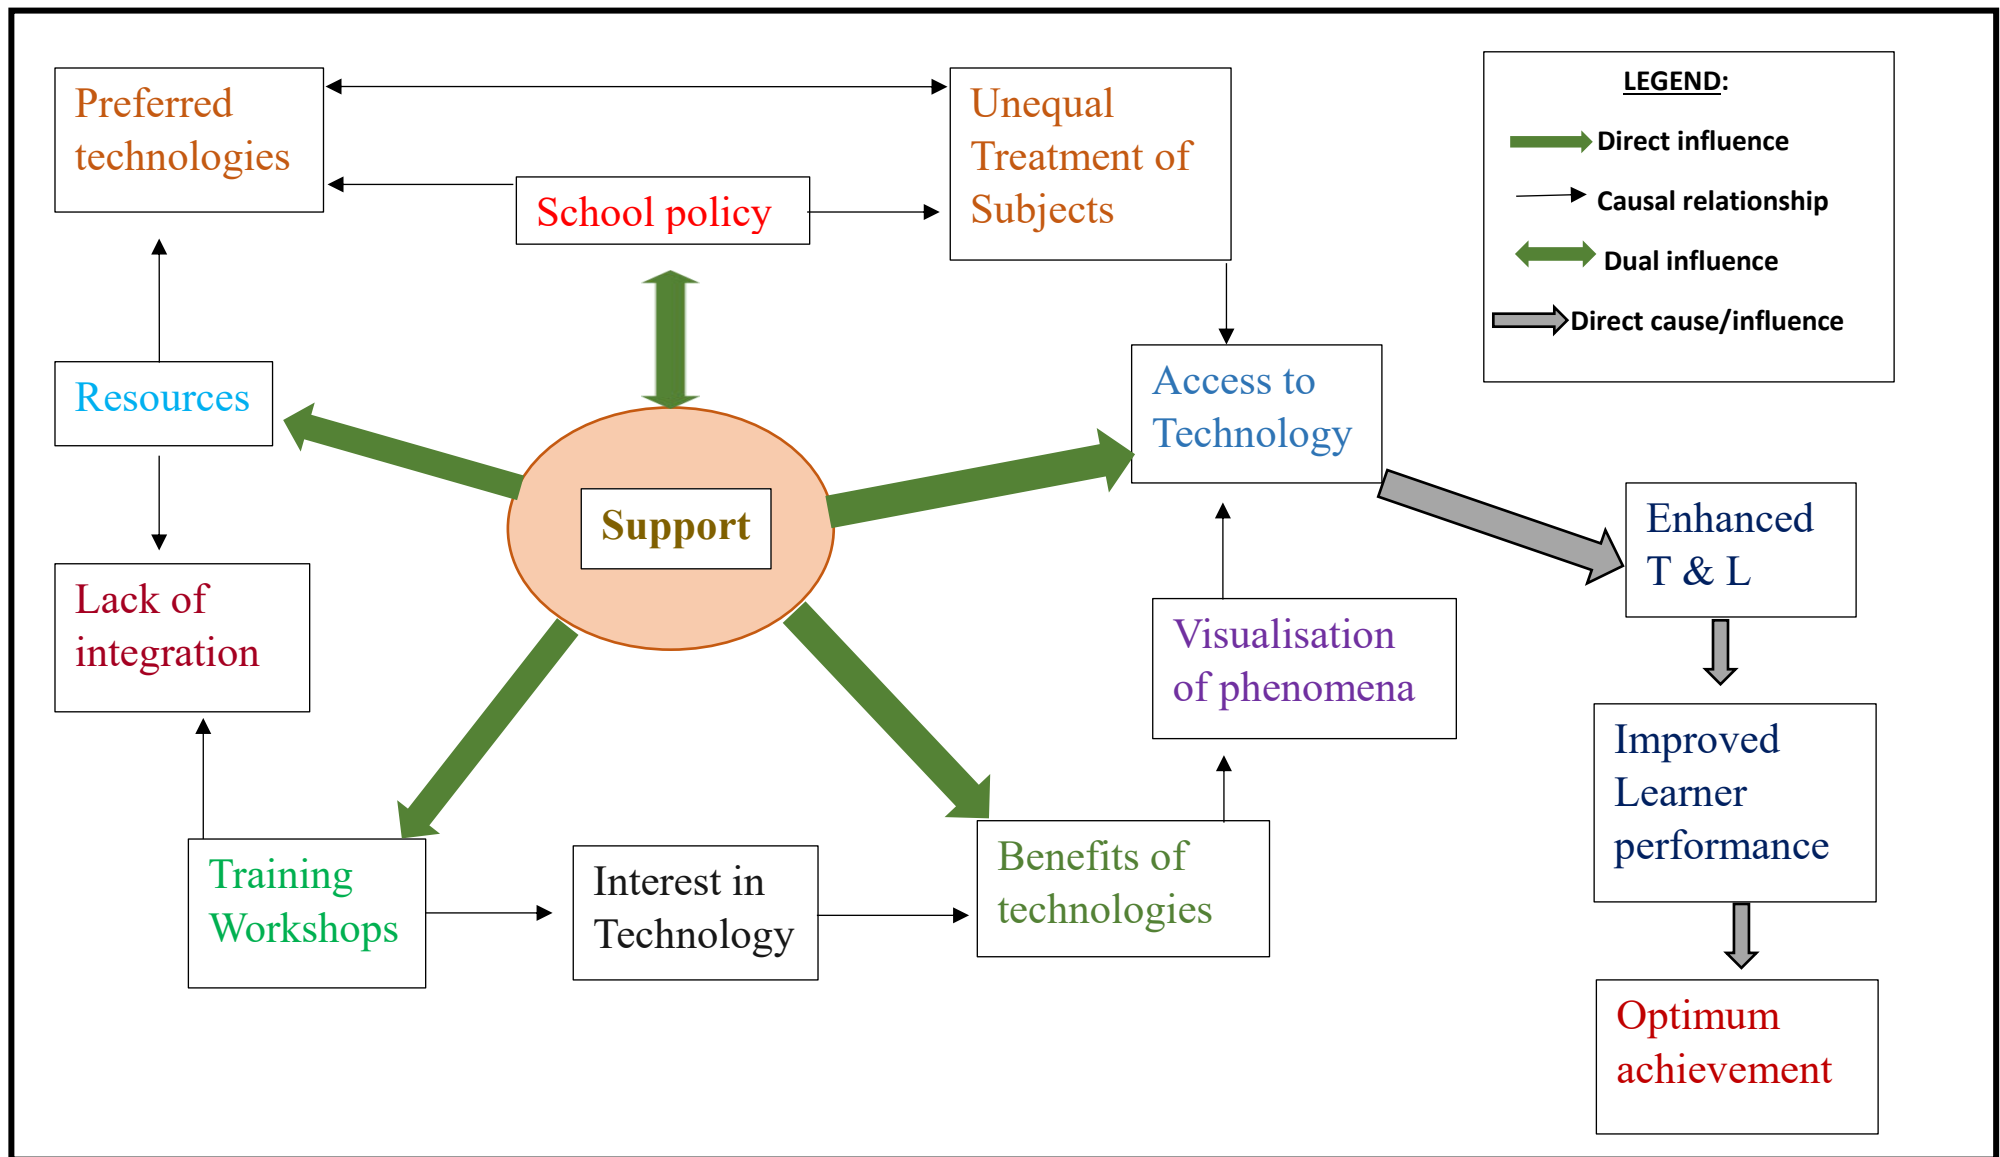 Preferred
technologies
Unequal
Treatment of
Subjects
School policy
LEGEND:
Direct influence
Causal relationship
Dual influence
Direct cause/influence
Resources
Access to
Technology
Support
Enhanced
T & L
Lack of
integration
Visualisation
of phenomena
Improved
Learner
performance
Training
Workshops
Interest in
Technology
Benefits of
technologies
Optimum
achievement